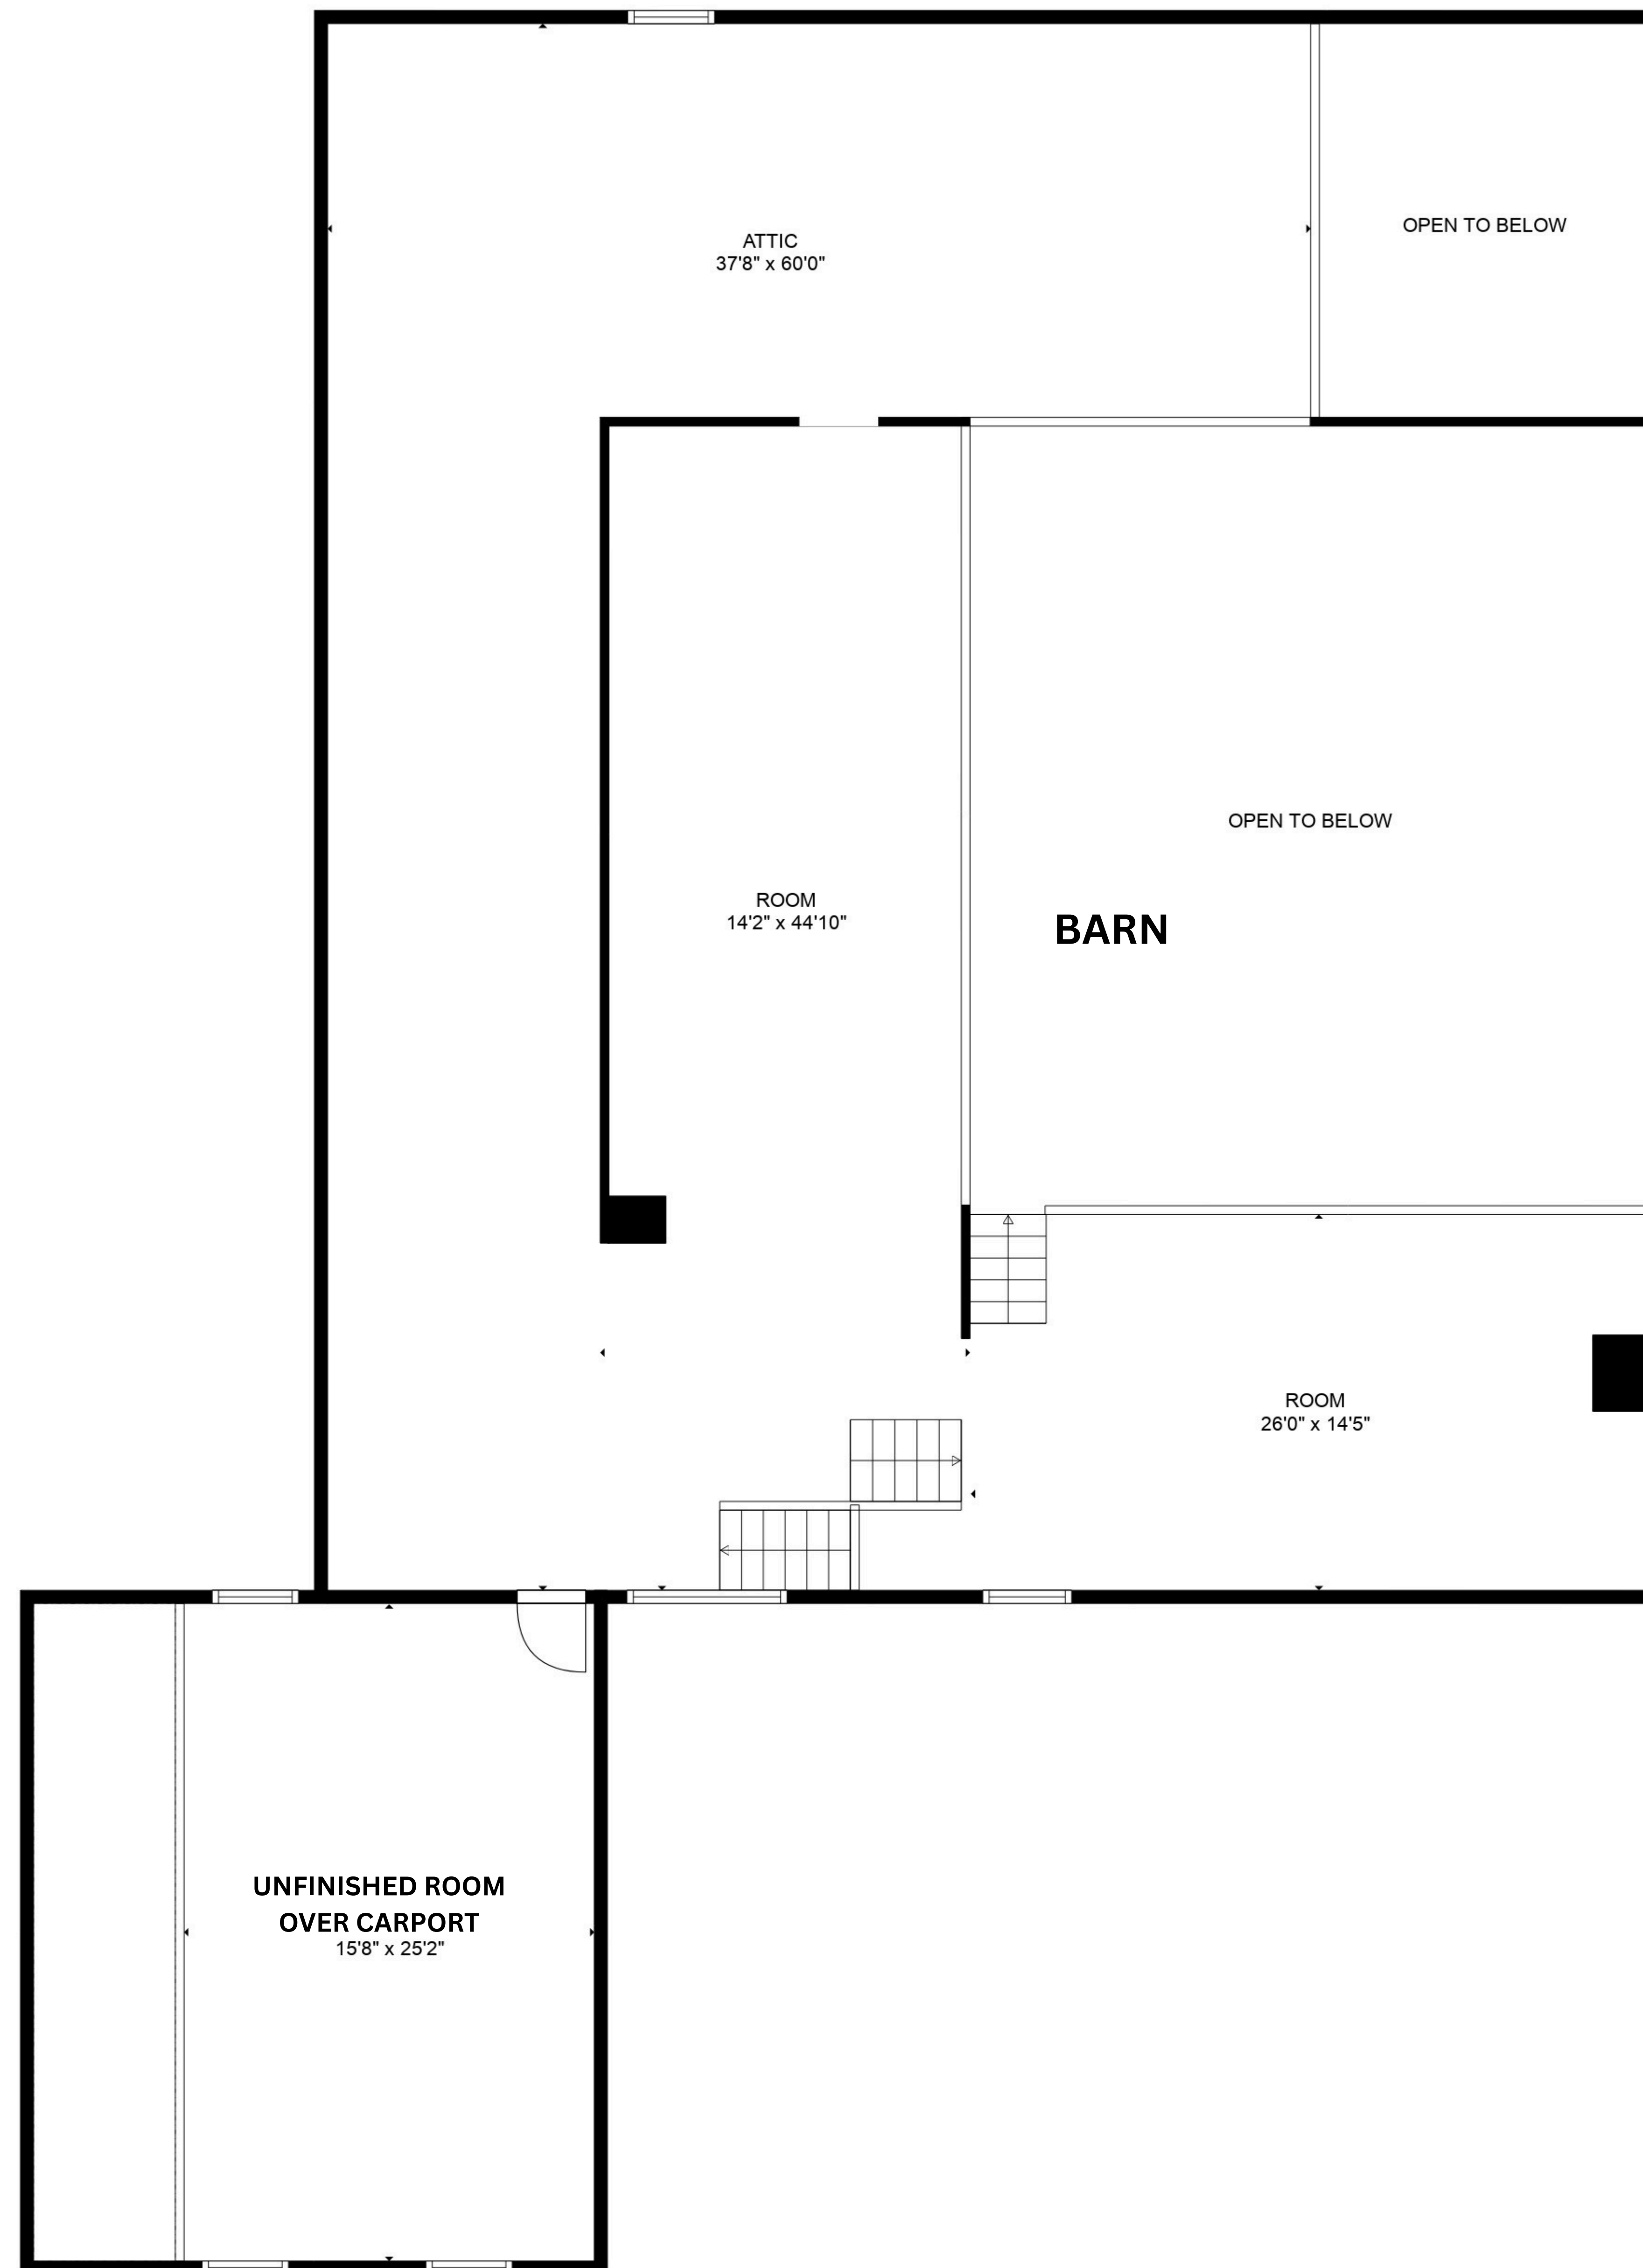 OPEN TO BELOW
ATTIC
37'8" x 60'0"
OPEN TO BELOW
ROOM
14'2" x 44'10"
BARN
ROOM
26'0" x 14'5"
UNFINISHED ROOM
OVER CARPORT
15'8" x 25'2"